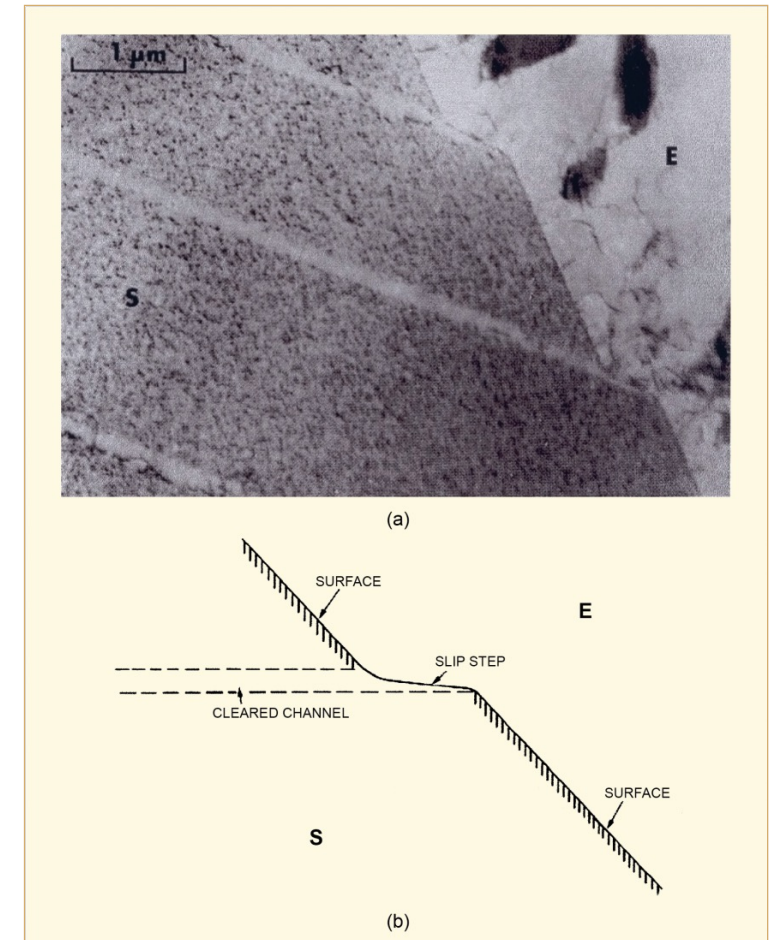 1 μm
E
S
(a)
SURFACE
E
SLIP STEP
CLEARED CHANNEL
SURFACE
S
(b)